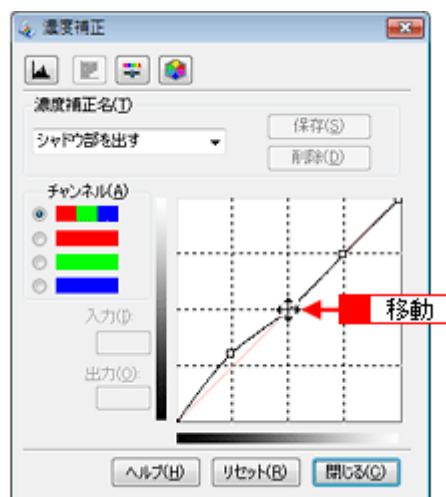 濃度補正
濃度補正名(T)
シャドウ部を出す
保存(S)
削除(D)
チャンネル(A)
入力(I):
出力(O):
移動
ヘルプ(H)
リセット(R)
閉じる(C)